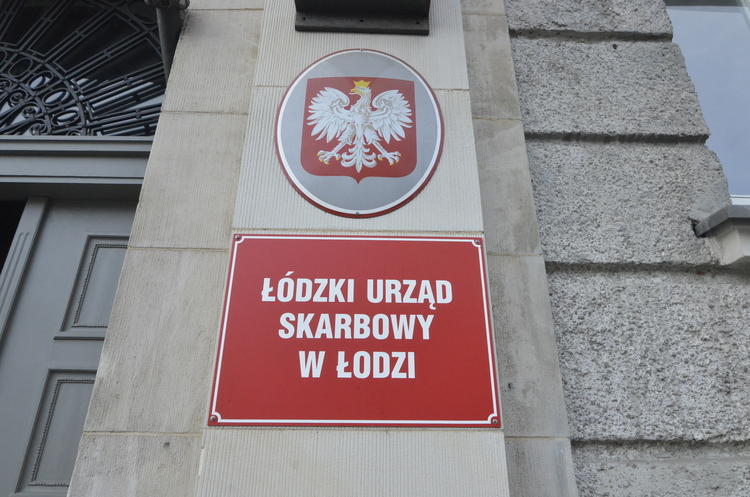 ŁÓDZKI URZĄD
SKARBOWY
W ŁODZI